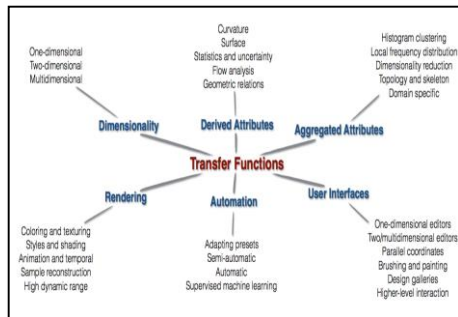 Curvature
Surface
Statistics and uncertainty
Flow analysis
Geometric relations
One-dimensional
Two-dimensional
Multidimensional
Histogram clustering
Local frequency distribution
Dimensionality reduction
Topology and skeleton
Domain specific
Dimensionality
Derived Attributes
Aggregated Attributes
Transfer Functions
Rendering
Automation
User Interfaces
Coloring and texturing
Styles and shading
Animation and temporal
Sample reconstruction
High dynamic range
Adapting presets
Semi-automatic
Automatic
Supervised machine learning
One-dimensional editors
Two/multidimensional editors
Parallel coordinates
Brushing and painting
Design galleries
Higher-level interaction